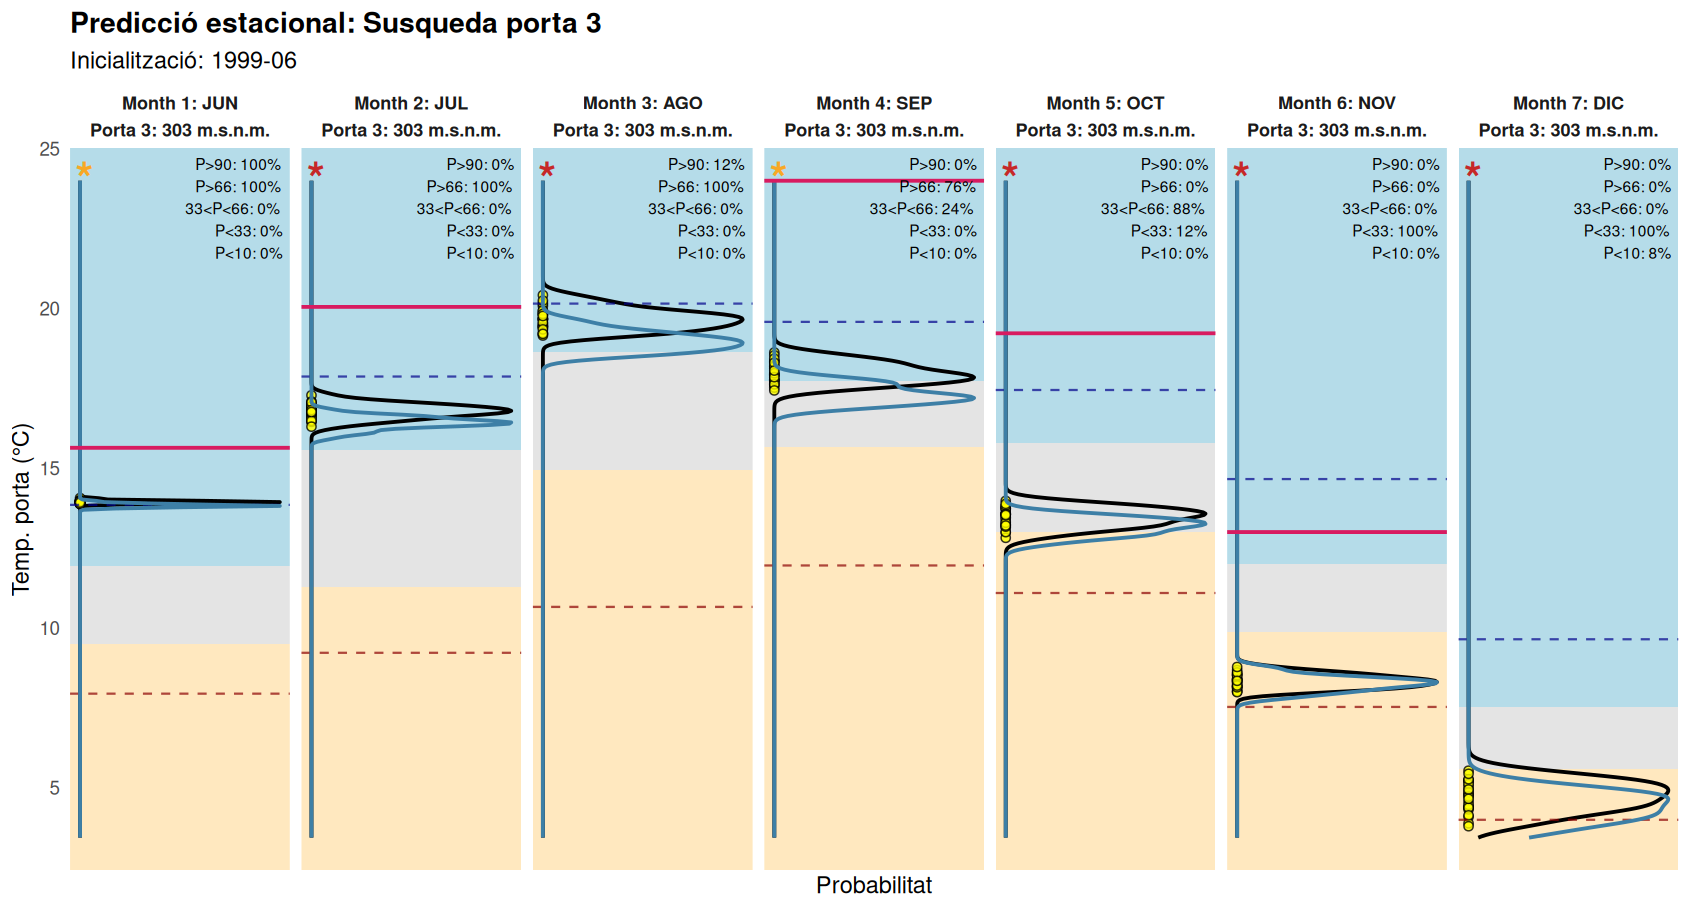 Predicció estacional: Susqueda porta 3
Inicialització: 1999-06
Month 1: JUN
Porta 3: 303 m.s.n.m.
Month 2: JUL
Porta 3: 303 m.s.n.m.
Month 3: AGO
Porta 3: 303 m.s.n.m.
Month 4: SEP
Porta 3: 303 m.s.n.m.
Month 5: OCT
Porta 3: 303 m.s.n.m.
Month 6: NOV
Porta 3: 303 m.s.n.m.
Month 7: DIC
Porta 3: 303 m.s.n.m.
Temp. porta (°C)
25
20
15
10
5
*
P>90: 100%
P>66: 100%
33<P<66: 0%
P<33: 0%
P<10: 0%
*
P>90: 0%
P>66: 100%
33<P<66: 0%
P<33: 0%
P<10: 0%
*
P>90: 12%
P>66: 100%
33<P<66: 0%
P<33: 0%
P<10: 0%
*
P>90: 0%
P>66: 76%
33<P<66: 24%
P<33: 0%
P<10: 0%
*
P>90: 0%
P>66: 0%
33<P<66: 88%
P<33: 12%
P<10: 0%
*
P>90: 0%
P>66: 0%
33<P<66: 0%
P<33: 100%
P<10: 0%
*
P>90: 0%
P>66: 0%
33<P<66: 0%
P<33: 100%
P<10: 8%
Probabilitat